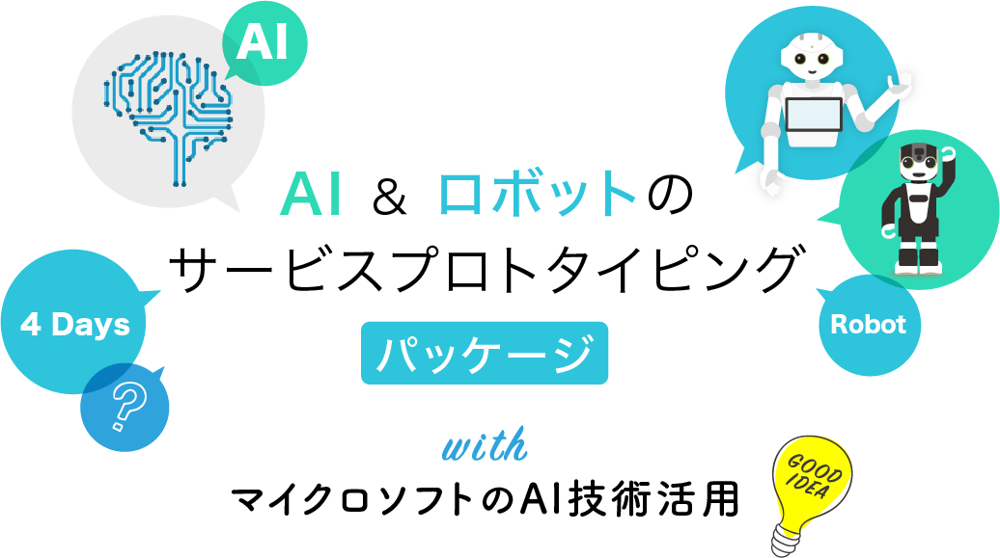 AI
AI & ロボットの
サービスプロトタイピング
4 Days
Robot
パッケージ
?
with
マイクロソフトのAI技術活用
GOOD
IDEA